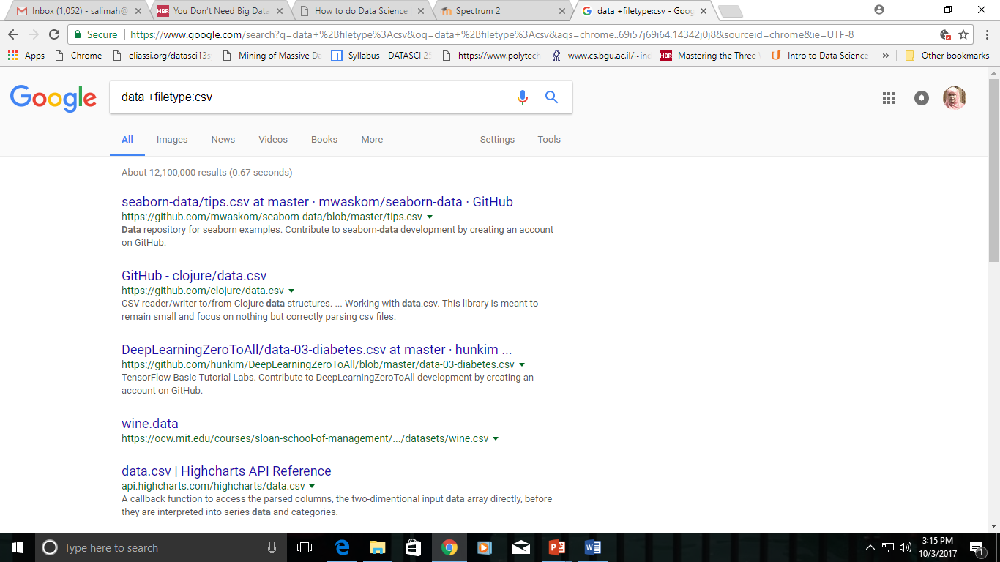 Inbox (1,052) - salimah@
You Don't Need Big Data
How to do Data Science
Spectrum 2
data +filetype:csv - Goog
Secure
https://www.google.com/search?q=data+%2Bfiletype%3Acsv&oq=data+%2Bfiletype%3Acsv&aqs=chrome..69i57j69i64.14342j0j8&sourceid=chrome&ie=UTF-8
Apps
Chrome
eliassi.org/datasci13s
Mining of Massive Da
Syllabus - DATASCI 25
https://www.polytech
www.cs.bgu.ac.il/~inc
HBR
Mastering the Three
Intro to Data Science
»
Other bookmarks
Google
data +filetype:csv
All
Images
News
Videos
Books
More
Settings
Tools
About 12,100,000 results (0.67 seconds)
seaborn-data/tips.csv at master · mwaskom/seaborn-data · GitHub
https://github.com/mwaskom/seaborn-data/blob/master/tips.csv
Data repository for seaborn examples. Contribute to seaborn-data development by creating an account
on GitHub.
GitHub - clojure/data.csv
https://github.com/clojure/data.csv
CSV reader/writer to/from Clojure data structures. ... Working with data.csv. This library is meant to
remain small and focus on nothing but correctly parsing csv files.
DeepLearningZeroToAll/data-03-diabetes.csv at master · hunkim ...
https://github.com/hunkim/DeepLearningZeroToAll/blob/master/data-03-diabetes.csv
TensorFlow Basic Tutorial Labs. Contribute to DeepLearningZeroToAll development by creating an
account on GitHub.
wine.data
https://ocw.mit.edu/courses/sloan-school-of-management/.../datasets/wine.csv
data.csv | Highcharts API Reference
api.highcharts.com/highcharts/data.csv
A callback function to access the parsed columns, the two-dimentional input data array directly, before
they are interpreted into series data and categories.
Type here to search
3:15 PM
10/3/2017
1